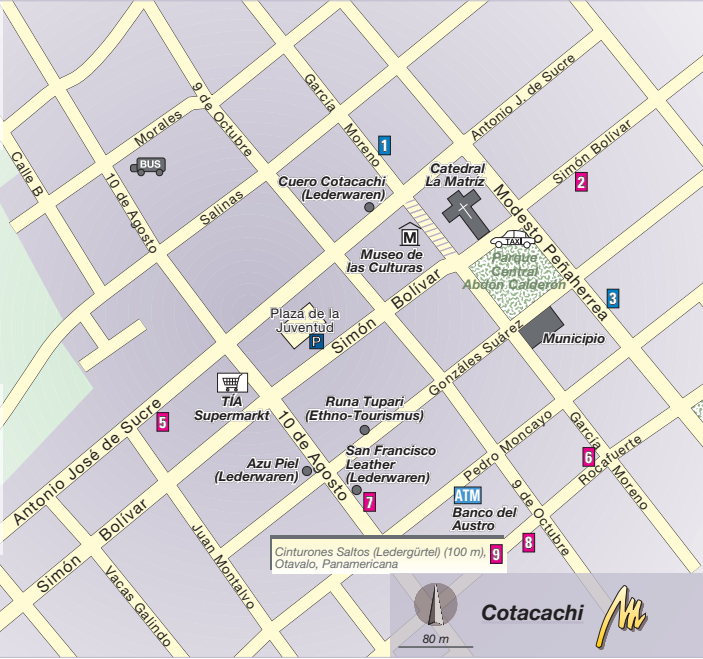 Morales
9 de Octubre
García
Moreno
1
Antonio J. de Sucre
Simón Bolívar
2
Calle B
BUS
10 de Agosto
Salinas
Cuero Cotacachi
(Lederwaren)
Catedral
La Matríz
Modesto Peñaherrea
M
Museo de
las Culturas
TAXI
Parque
Central
Abdón Calderón
3
Plaza de la
Juventud
P
Simón Bolívar
Gonzáles Suárez
Municipio
TÍA
Supermarkt
Antonio José de Sucre
5
Runa Tupari
(Ethno-Tourismus)
10 de Agosto
Azu Piel
(Lederwaren)
San Francisco
Leather
(Lederwaren)
7
Pedro Moncayo
García Moreno
6
Rocafuerte
ATM
Banco del
Austro
9 de Octubre
8
Simón Bolívar
Juan Montalvo
Vacas Galindo
Cinturones Saltos (Ledergürtel) (100 m),
Otavalo, Panamericana
9
80 m
Cotacachi